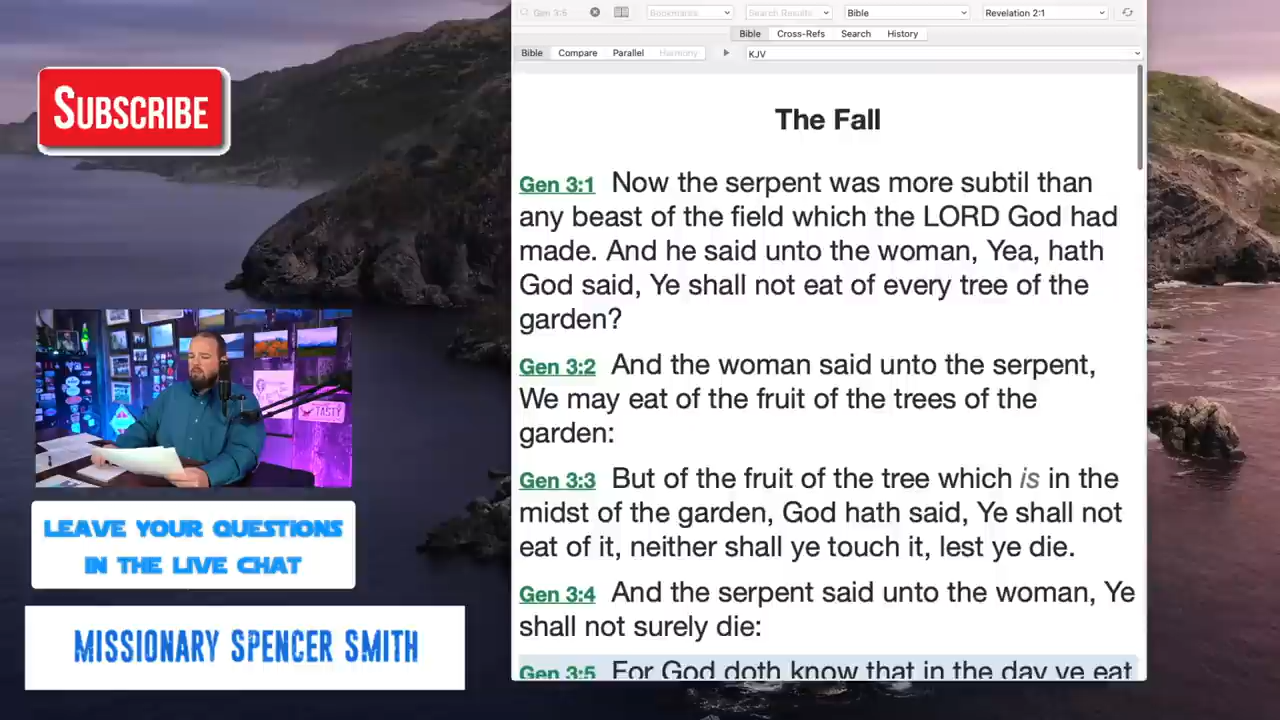 Gen 3:5
Bookmarks
Search Results
Bible
Revelation 2:1
Bible
Cross-Refs
Search
History
Bible
Compare
Parallel
Harmony
KJV
SUBSCRIBE
The Fall
Gen 3:1 Now the serpent was more subtil than
any beast of the field which the LORD God had
made. And he said unto the woman, Yea, hath
God said, Ye shall not eat of every tree of the
garden?
Gen 3:2 And the woman said unto the serpent,
We may eat of the fruit of the trees of the
garden:
Gen 3:3 But of the fruit of the tree which is in the
midst of the garden, God hath said, Ye shall not
eat of it, neither shall ye touch it, lest ye die.
Gen 3:4 And the serpent said unto the woman, Ye
shall not surely die:
Gen 3:5 For God doth know that in the day ye eat
TASTY
LEAVE YOUR QUESTIONS
IN THE LIVE CHAT
MISSIONARY SPENCER SMITH